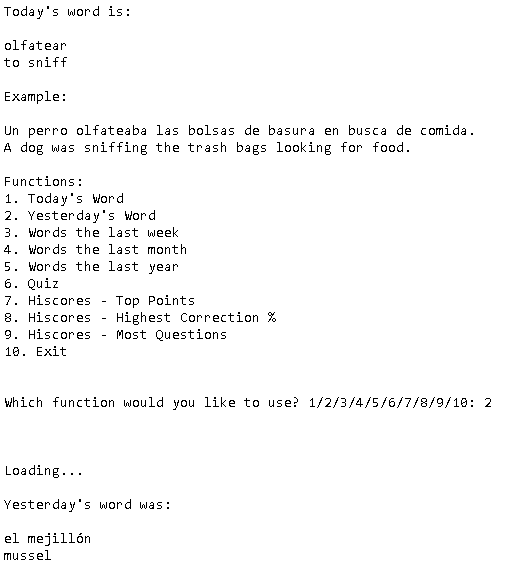 Today's word is:
olfatear
to sniff
Example:
Un perro olfateaba las bolsas de basura en busca de comida.
A dog was sniffing the trash bags looking for food.
Functions:
1. Today's Word
2. Yesterday's Word
3. Words the last week
4. Words the last month
5. Words the last year
6. Quiz
7. Hiscores - Top Points
8. Hiscores - Highest Correction %
9. Hiscores - Most Questions
10. Exit
Which function would you like to use? 1/2/3/4/5/6/7/8/9/10: 2
Loading...
Yesterday's word was:
el mejillón
mussel